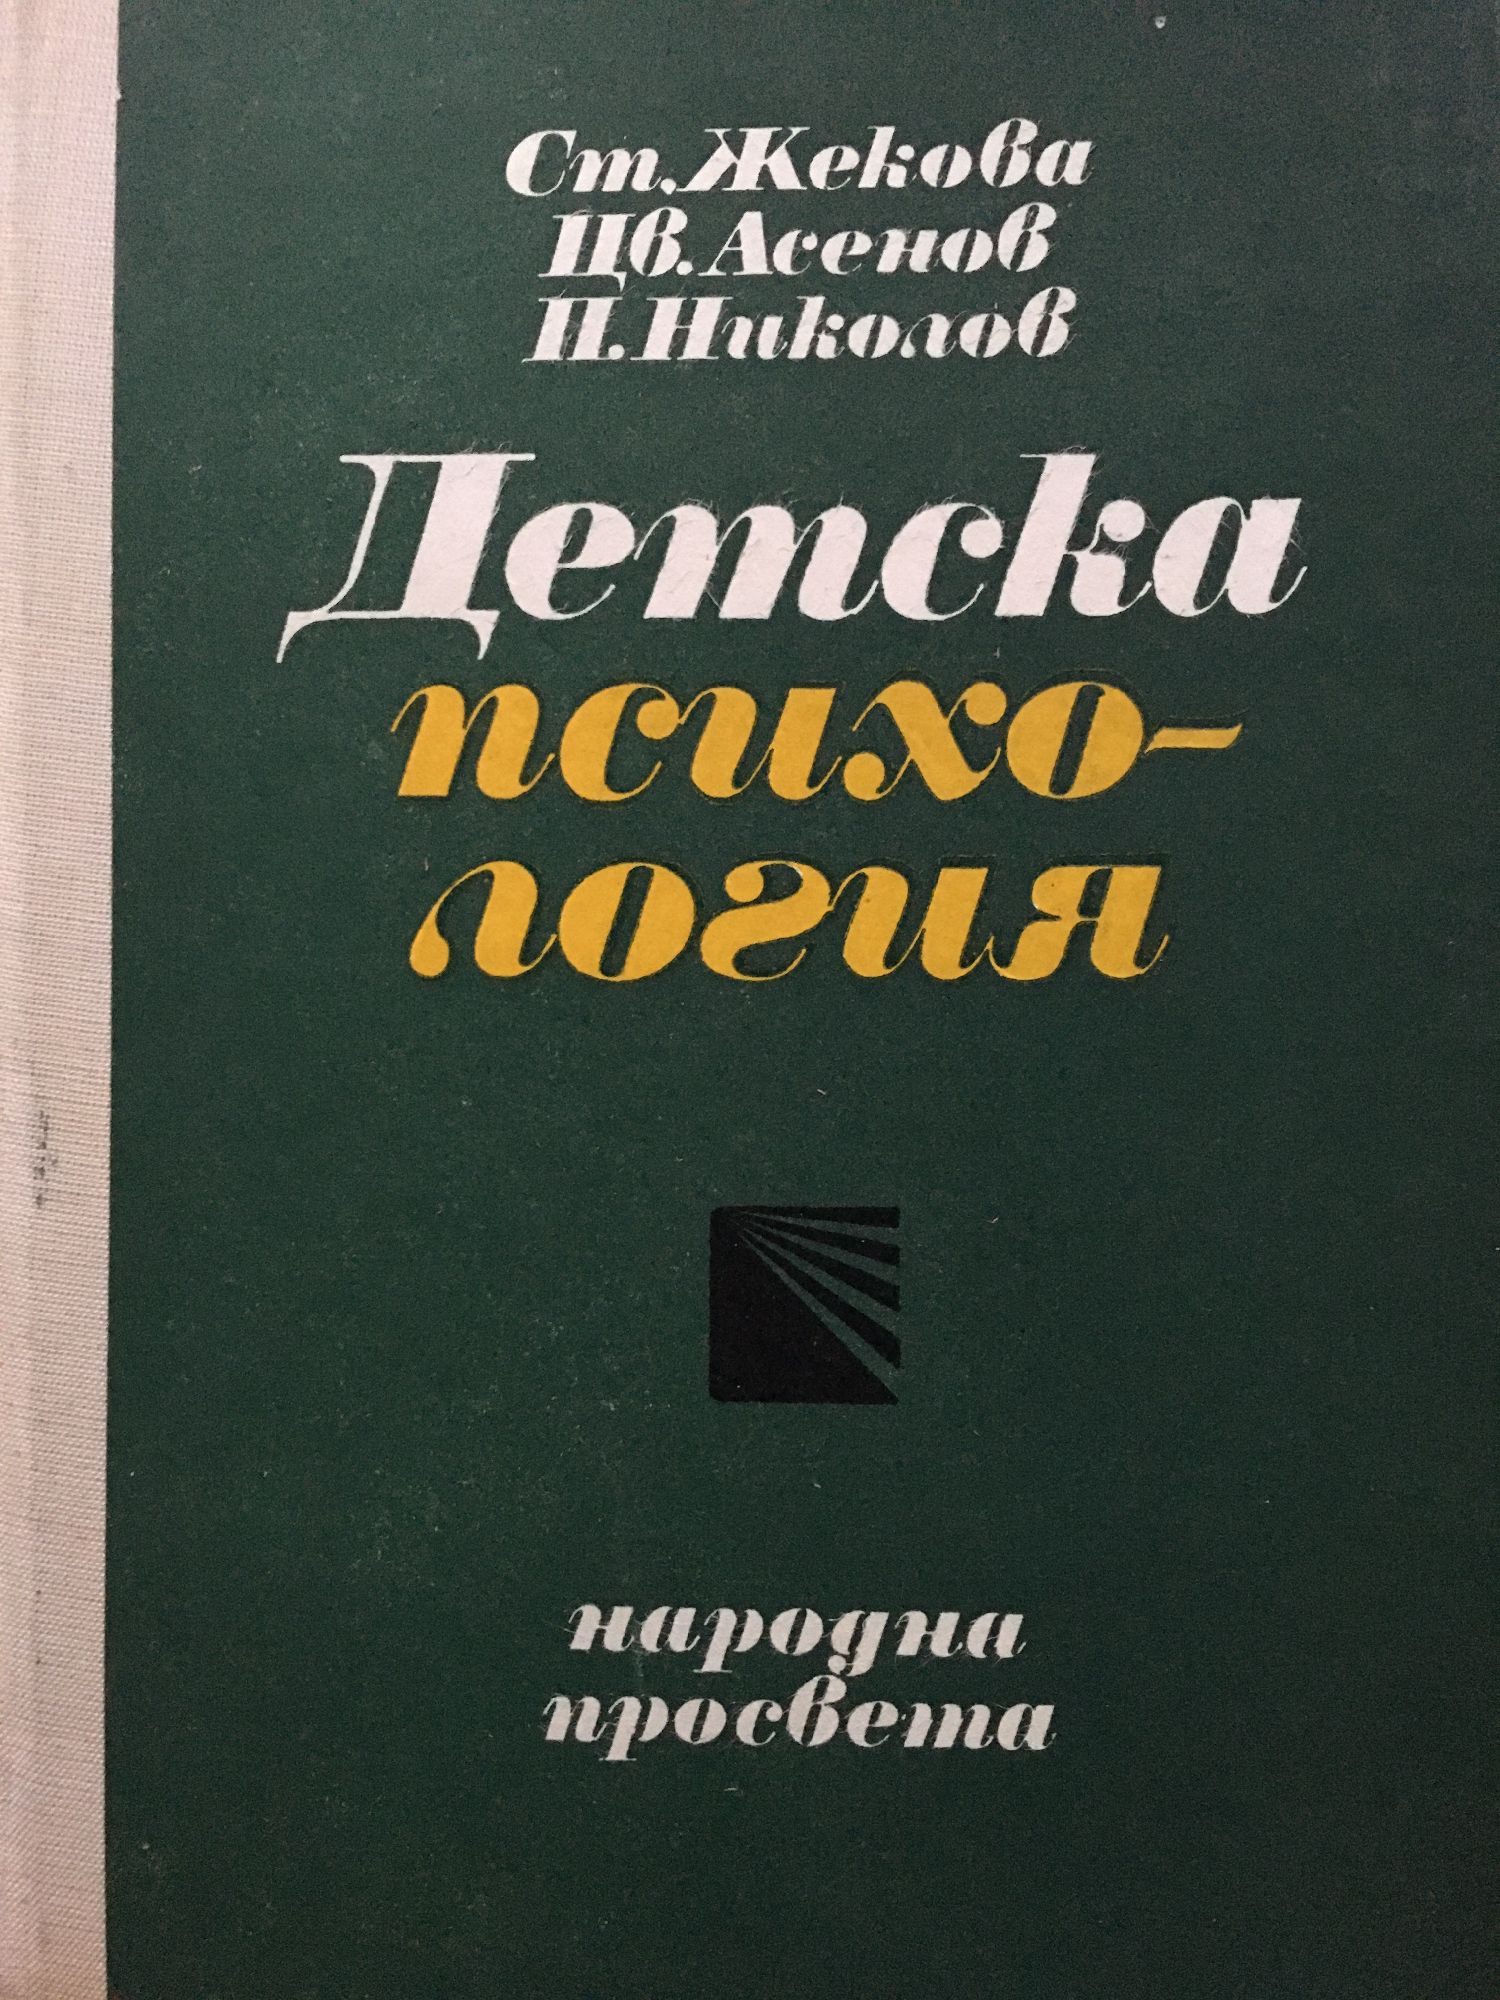 Ст. Жекова
Цв. Асенов
П. Николов
Детска
психо-
логия
народна
просвета